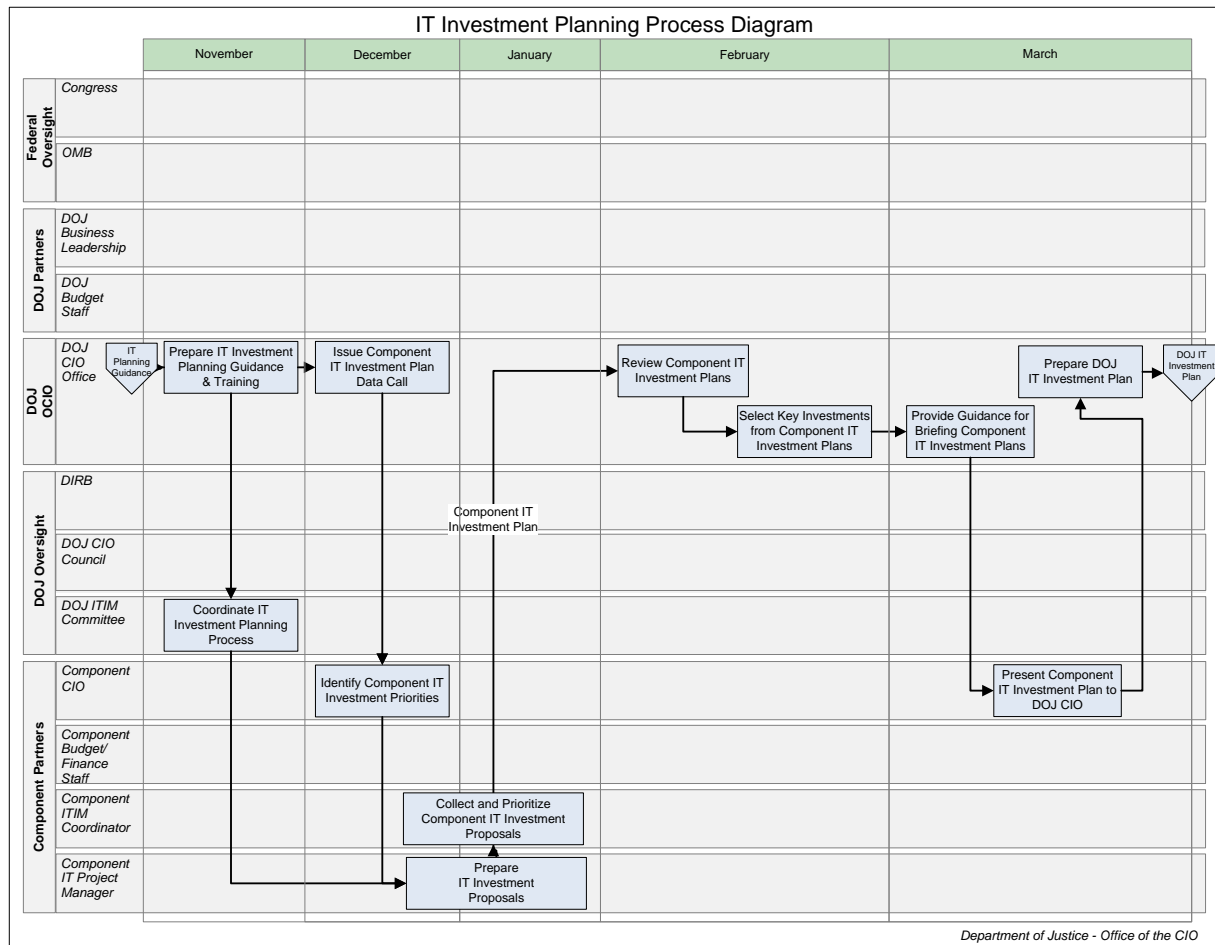 IT Investment Planning Process Diagram
November
December
January
February
March
Federal
Oversight
Congress
OMB
DOJ Partners
DOJ
Business
Leadership
DOJ
Budget
Staff
DOJ
OCIO
DOJ
CIO
Office
IT
Planning
Guidance
Prepare IT Investment
Planning Guidance
& Training
Issue Component
IT Investment Plan
Data Call
Review Component IT
Investment Plans
Select Key Investments
from Component IT
Investment Plans
Provide Guidance for
Briefing Component
IT Investment Plans
Prepare DOJ
IT Investment Plan
DOJ IT
Investment
Plan
DOJ Oversight
DIRB
Component IT
Investment Plan
DOJ CIO
Council
DOJ ITIM
Committee
Coordinate IT
Investment Planning
Process
Component Partners
Component
CIO
Identify Component IT
Investment Priorities
Present Component
IT Investment Plan to
DOJ CIO
Component
Budget/
Finance
Staff
Component
ITIM
Coordinator
Collect and Prioritize
Component IT Investment
Proposals
Component
IT Project
Manager
Prepare
IT Investment
Proposals
Department of Justice - Office of the CIO